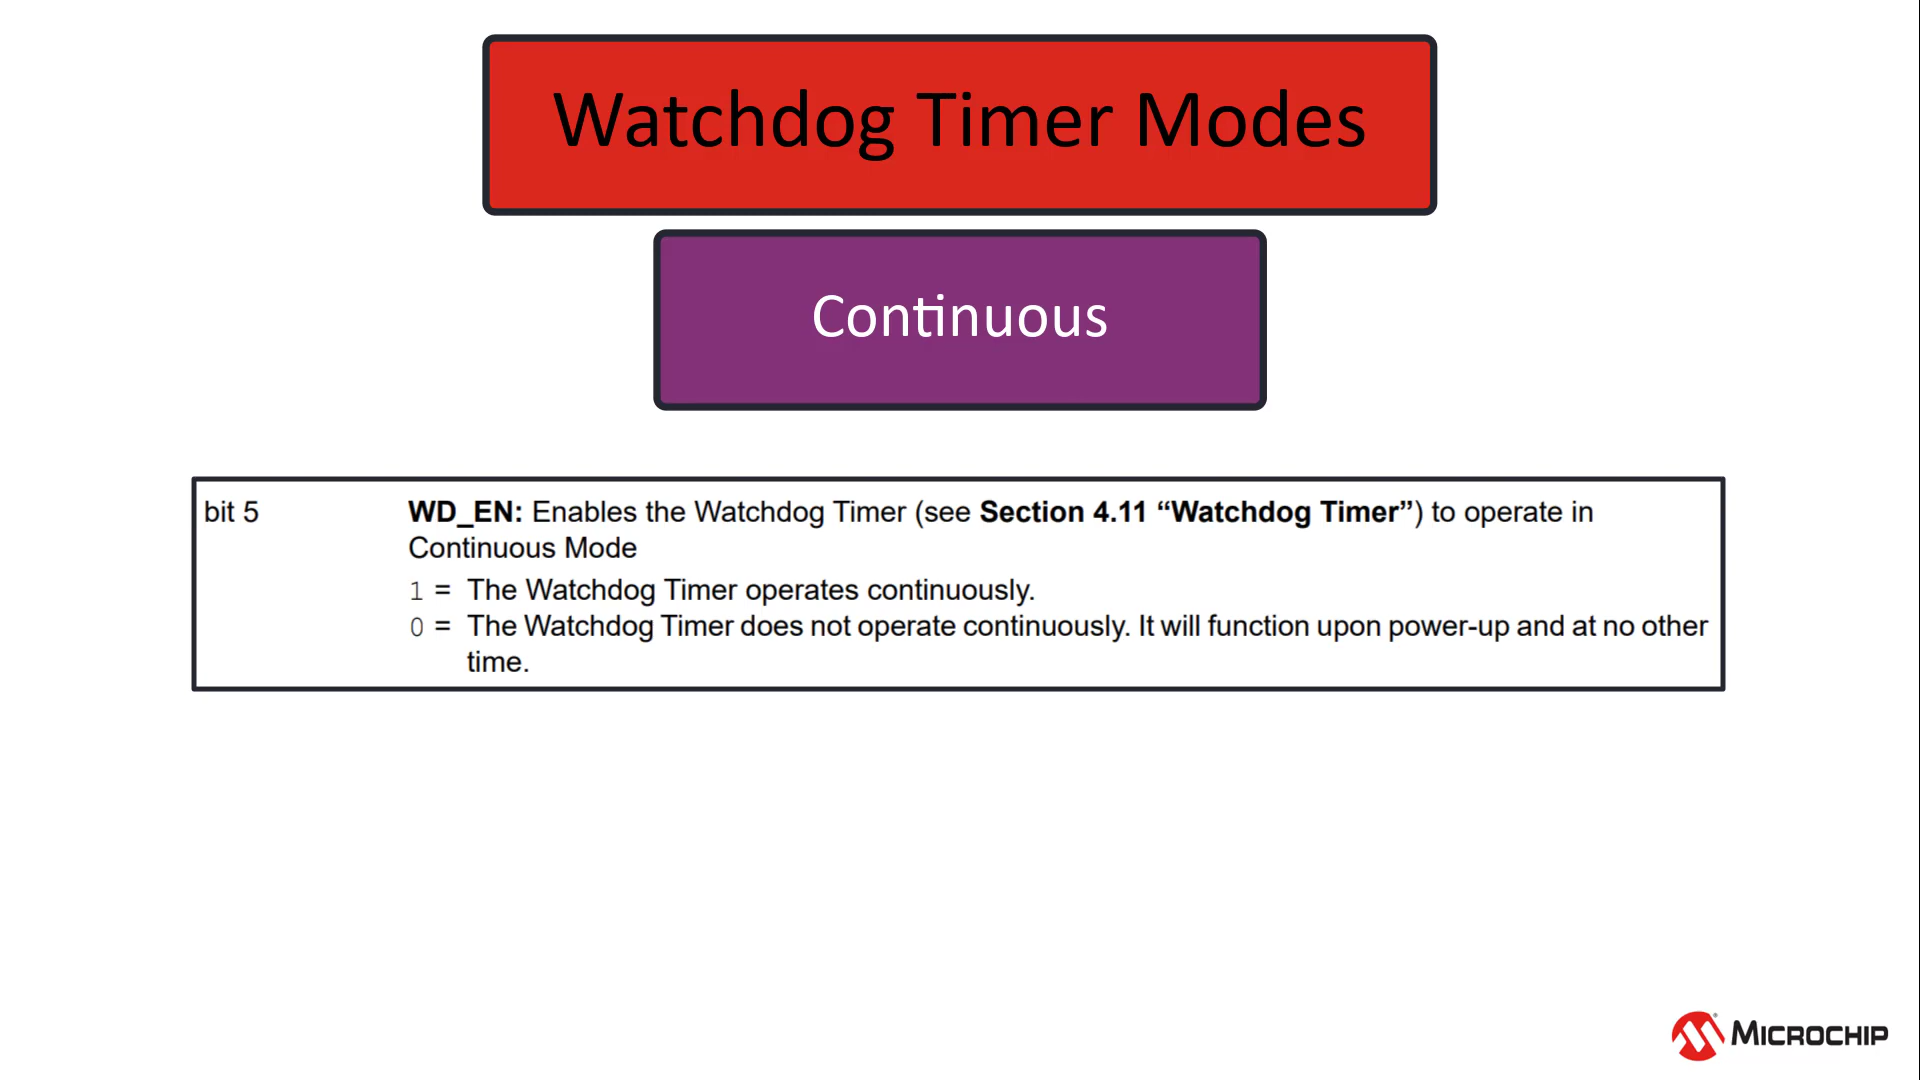 Watchdog Timer Modes
Continuous
bit 5 WD_EN: Enables the Watchdog Timer (see Section 4.11 “Watchdog Timer”) to operate in
Continuous Mode
1 = The Watchdog Timer operates continuously.
0 = The Watchdog Timer does not operate continuously. It will function upon power-up and at no other
time.
MICROCHIP